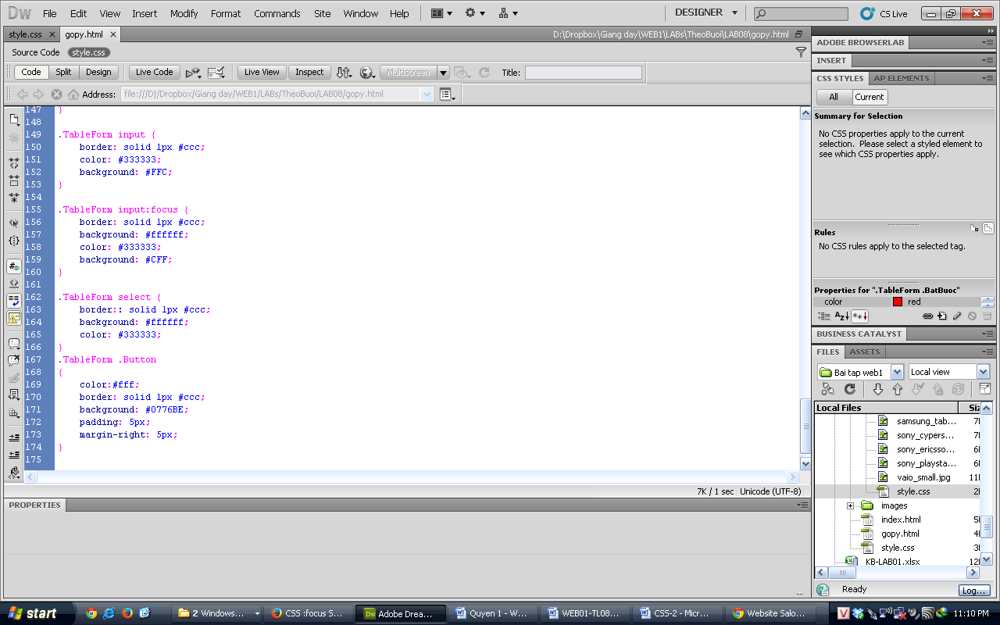 Dw File Edit View Insert Modify Format Commands Site Window Help DESIGNER CS Live
style.css gopy.html D:\Dropbox\Giang day\WEB1\LABs\TheoBuoi\LAB08\gopy.html
Source Code style.css
Code Split Design Live Code Live View Inspect Multiscreen Title:
Address: file:///D|/Dropbox/Giang day/WEB1/LABs/TheoBuoi/LAB08/gopy.html
147 }
148
149 .TableForm input {
150 border: solid 1px #ccc;
151 color: #333333;
152 background: #FFC;
153 }
154
155 .TableForm input:focus {
156 border: solid 1px #ccc;
157 background: #ffffff;
158 color: #333333;
159 background: #CFF;
160 }
161
162 .TableForm select {
163 border:: solid 1px #ccc;
164 background: #ffffff;
165 color: #333333;
166 }
167 .TableForm .Button
168 {
169 color:#fff;
170 border: solid 1px #ccc;
171 background: #0776BE;
172 padding: 5px;
173 margin-right: 5px;
174 }
175
7K / 1 sec Unicode (UTF-8)
PROPERTIES
ADOBE BROWSERLAB
INSERT
CSS STYLES AP ELEMENTS
All Current
Summary for Selection
No CSS properties apply to the current
selection. Please select a styled element to
see which CSS properties apply.
Rules
No CSS rules apply to the selected tag.
Properties for ".TableForm .BatBuoc"
color red
BUSINESS CATALYST
FILES ASSETS
Bai tap web1 Local view
Local Files Siz
samsung_tab... 7
sony_cypers... 7
sony_ericsso... 6
sony_playsta... 6
vaio_small.jpg 11
style.css 2
images
index.html 5
gopy.html 4
style.css 3
KB-LAB01.xlsx 12
Ready Log...
start 2 Windows... CSS :focus S... Adobe Drea... Quyen 1 - W... WEB01-TL08... CSS-2 - Micr... Website Salo... 11:10 PM